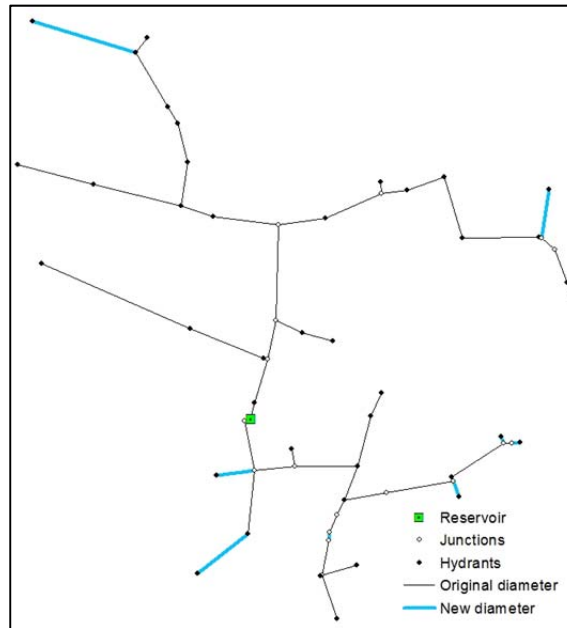 Reservoir
Junctions
Hydrants
Original diameter
New diameter